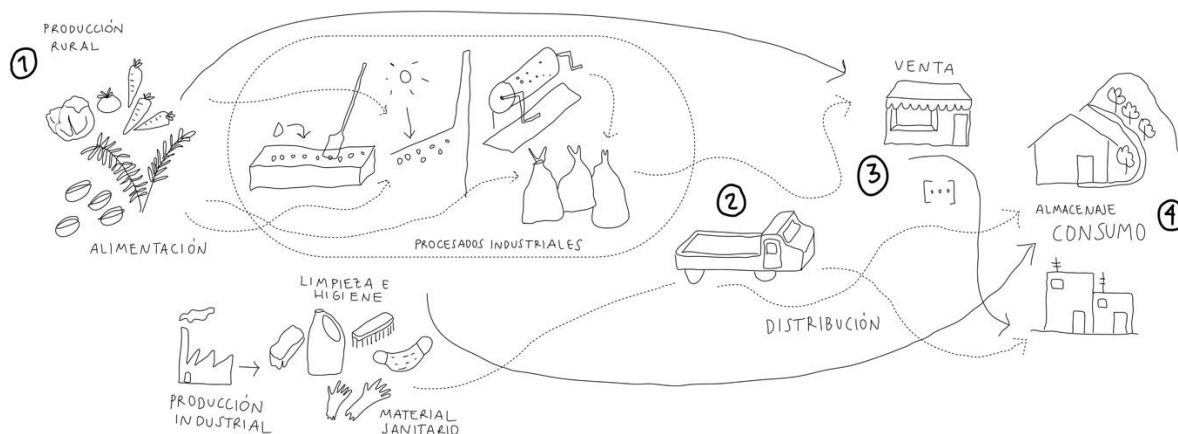 PRODUCCIÓN
RURAL
1
ALIMENTACIÓN
PROCESADOS INDUSTRIALES
VENTA
3
[...]
2
ALMACENAJE
CONSUMO
4
DISTRIBUCIÓN
LIMPIEZA E
HIGIENE
PRODUCCIÓN
INDUSTRIAL
MATERIAL
SANITARIO